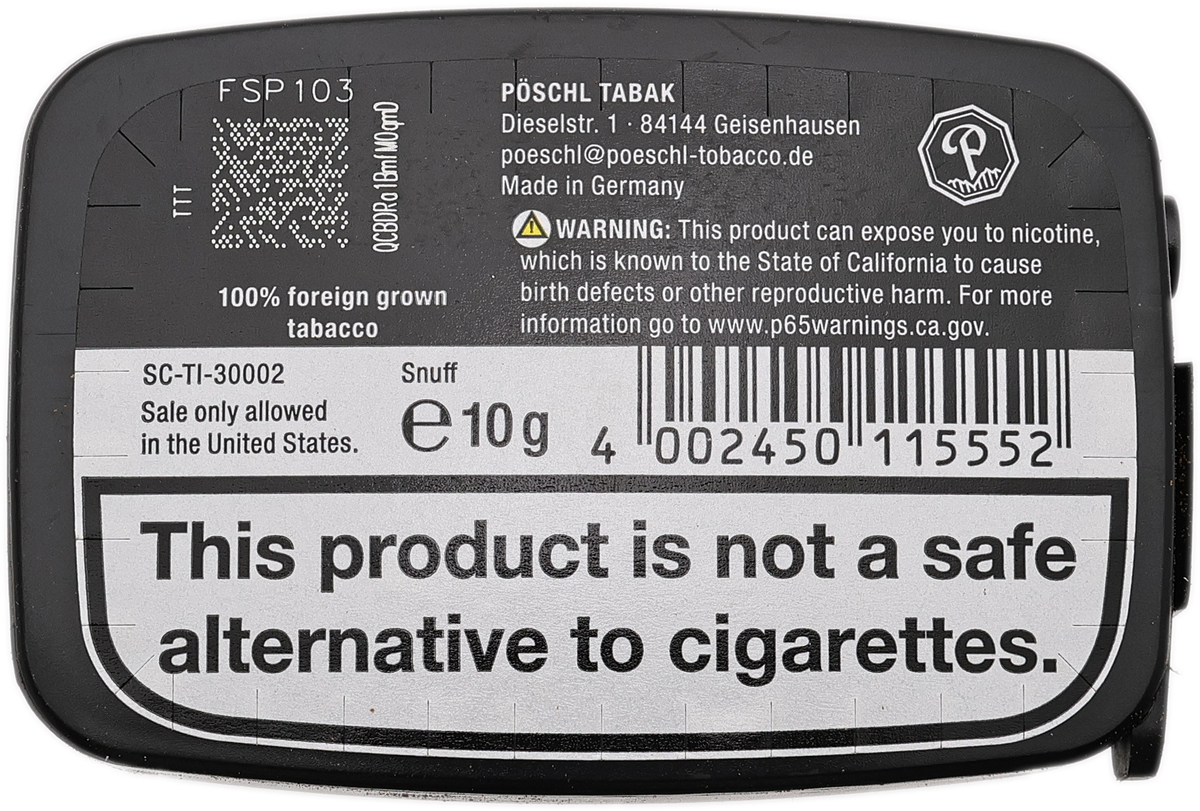 FSP103
TTT
QCBDRo1BmfMOqmD
100% foreign grown
tabacco
PÖSCHL TABAK
Dieselstr. 1 · 84144 Geisenhausen
poeschl@poeschl-tobacco.de
Made in Germany
P
WARNING: This product can expose you to nicotine,
which is known to the State of California to cause
birth defects or other reproductive harm. For more
information go to www.p65warnings.ca.gov.
SC-TI-30002
Sale only allowed
in the United States.
Snuff
℮ 10 g
4 002450 115552
This product is not a safe
alternative to cigarettes.